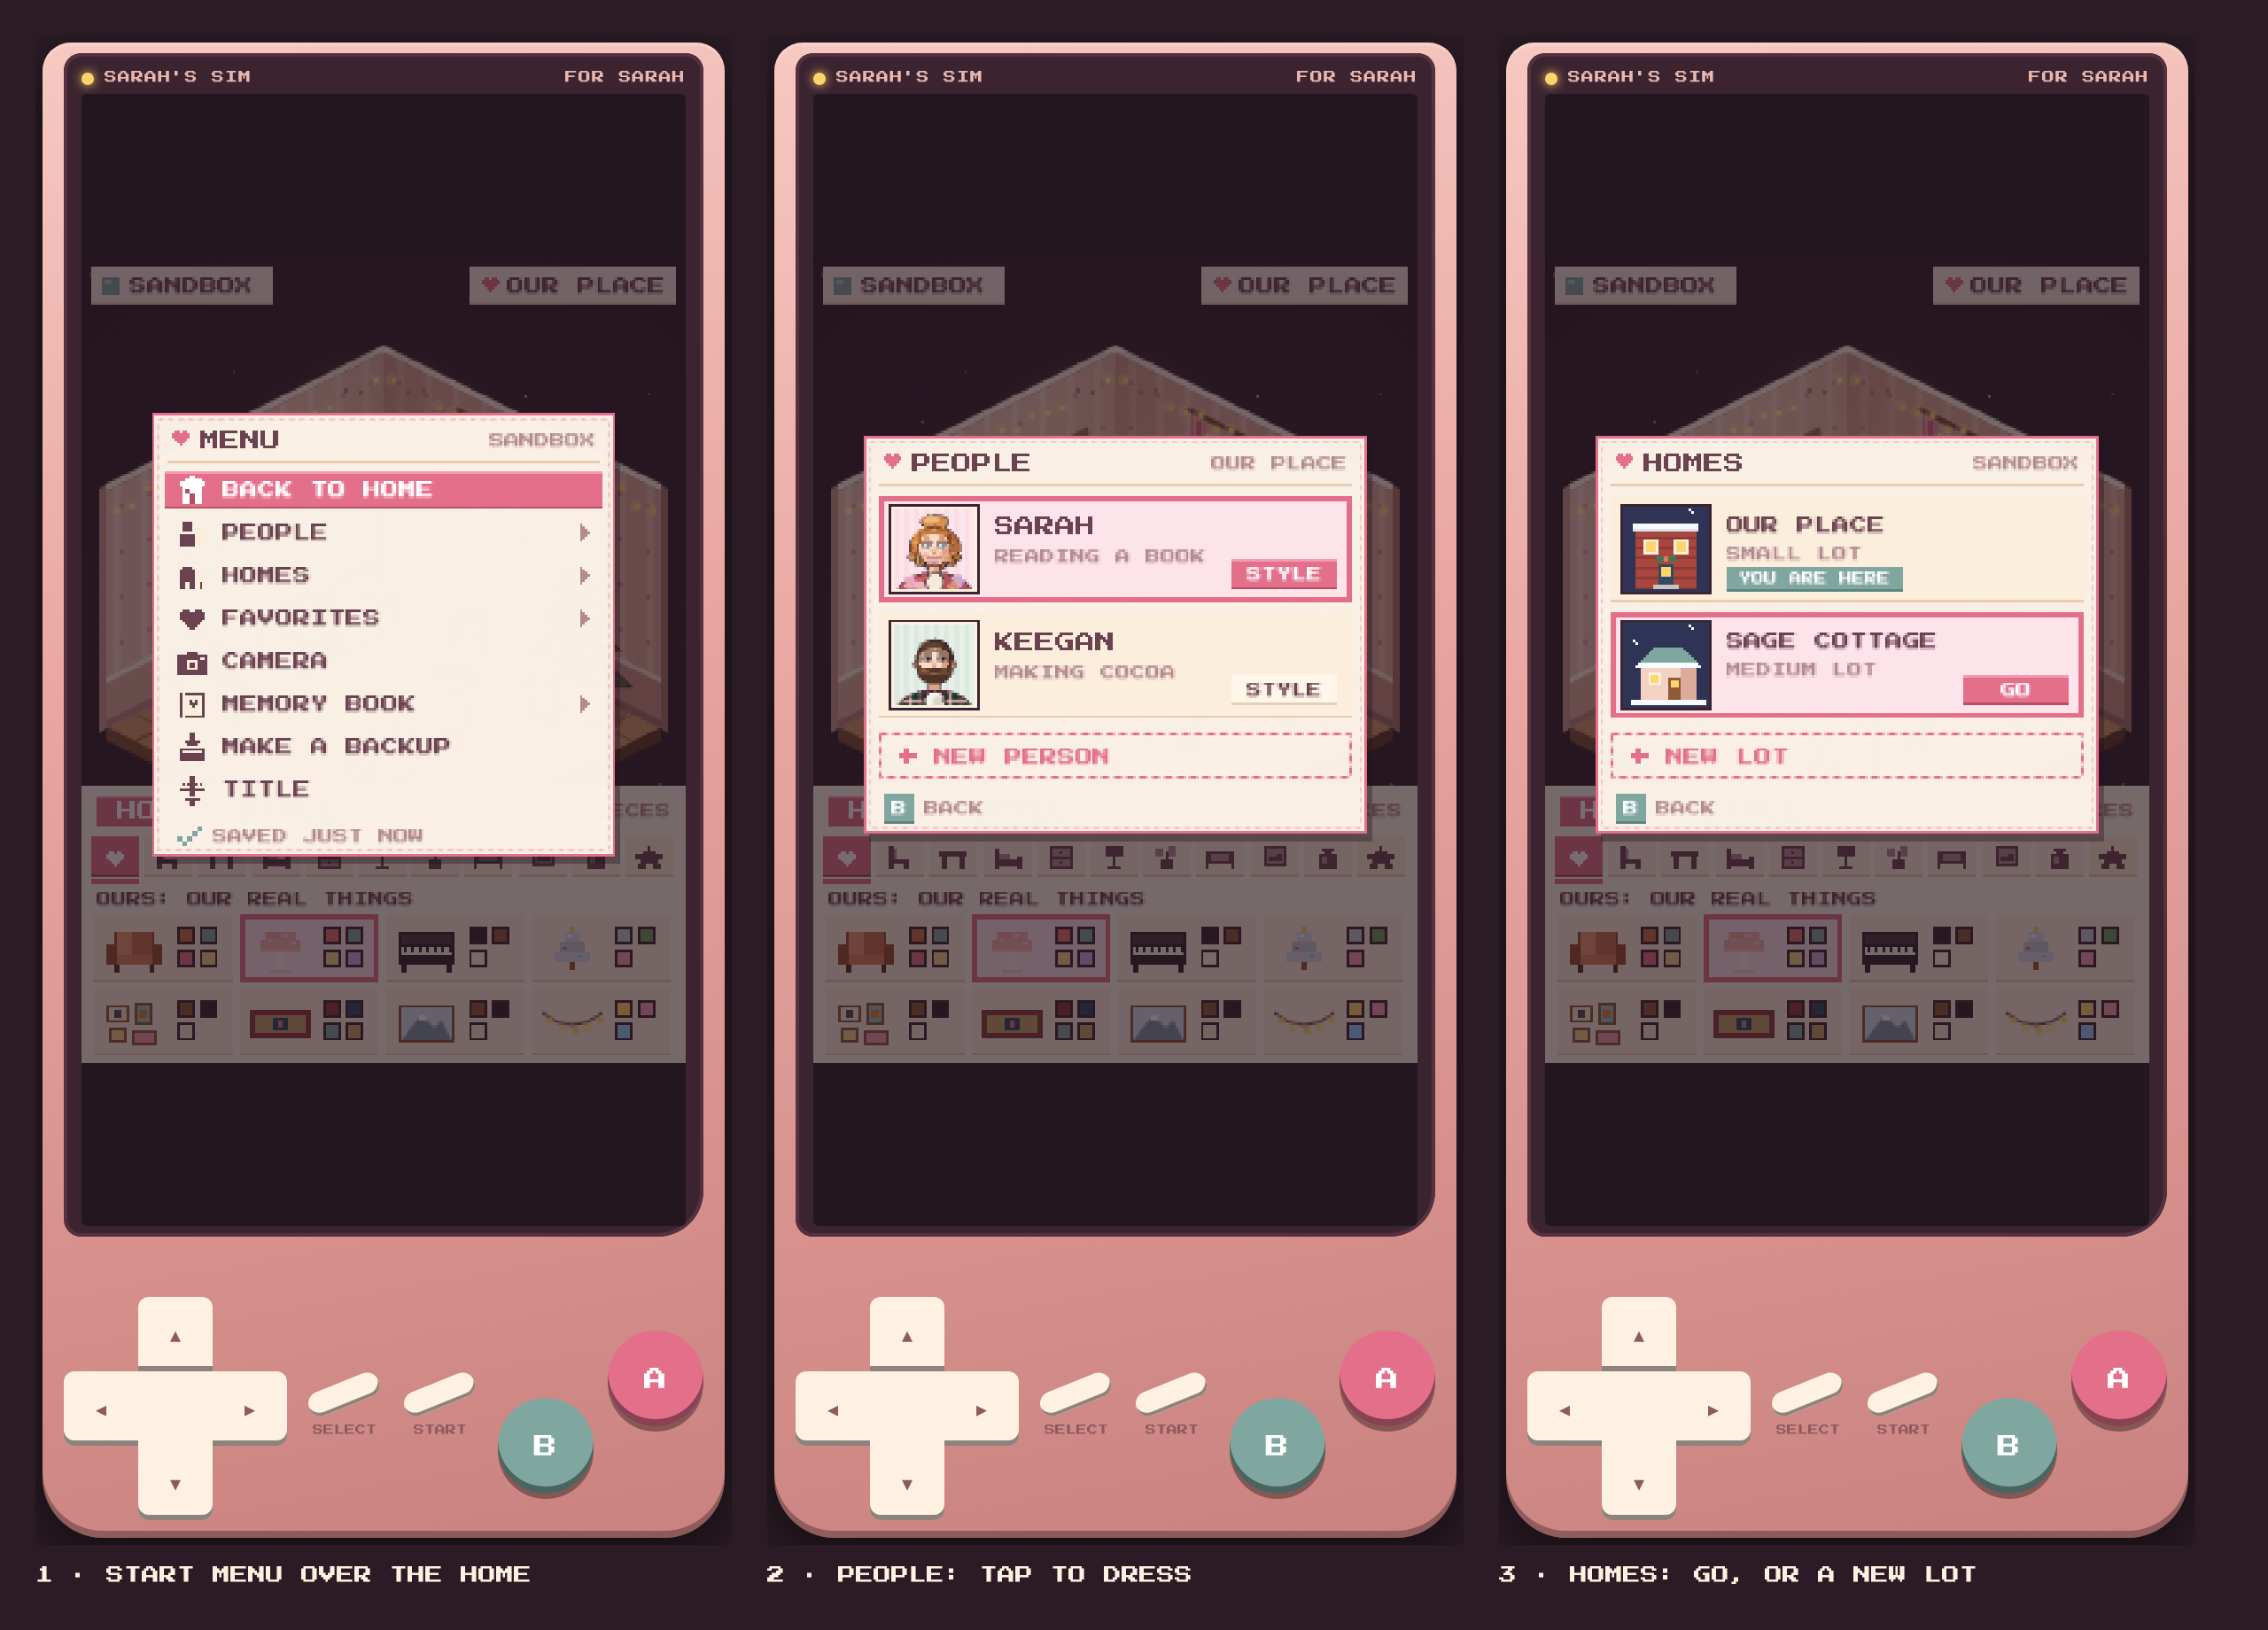 SARAH'S SIM FOR SARAH
SANDBOX OUR PLACE
MENU SANDBOX
BACK TO HOME
PEOPLE
HOMES
FAVORITES
CAMERA
MEMORY BOOK
MAKE A BACKUP
TITLE
SAVED JUST NOW
OURS: OUR REAL THINGS
SELECT START
B
A
1 · START MENU OVER THE HOME
SARAH'S SIM FOR SARAH
SANDBOX OUR PLACE
PEOPLE OUR PLACE
SARAH
READING A BOOK
STYLE
KEEGAN
MAKING COCOA
STYLE
+ NEW PERSON
B BACK
OURS: OUR REAL THINGS
SELECT START
B
A
2 · PEOPLE: TAP TO DRESS
SARAH'S SIM FOR SARAH
SANDBOX OUR PLACE
HOMES SANDBOX
OUR PLACE
SMALL LOT
YOU ARE HERE
SAGE COTTAGE
MEDIUM LOT
GO
+ NEW LOT
B BACK
OURS: OUR REAL THINGS
SELECT START
B
A
3 · HOMES: GO, OR A NEW LOT